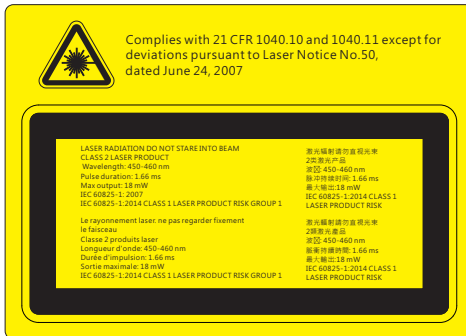 Complies with 21 CFR 1040.10 and 1040.11 except for
deviations pursuant to Laser Notice No.50,
dated June 24, 2007
LASER RADIATION DO NOT STARE INTO BEAM
CLASS 2 LASER PRODUCT
Wavelength: 450-460 nm
Pulse duration: 1.66 ms
Max output: 18 mW
IEC 60825-1: 2007
IEC 60825-1:2014 CLASS 1 LASER PRODUCT RISK GROUP 1
Le rayonnement laser. ne pas regarder fixement
le faisceau
Classe 2 produits laser
Longueur d'onde: 450-460 nm
Durée d'impulsion: 1.66 ms
Sortie maximale: 18 mW
IEC 60825-1:2014 CLASS 1 LASER PRODUCT RISK GROUP 1
激光辐射请勿直视光束
2类激光产品
波: 450-460 nm
脉冲持续时间: 1.66 ms
最大输出:18 mW
IEC 60825-1:2014 CLASS 1
LASER PRODUCT RISK
激光輻射請勿直視光束
2類激光產品
波: 450-460 nm
脈衝持續時間: 1.66 ms
最大輸出:18 mW
IEC 60825-1:2014 CLASS 1
LASER PRODUCT RISK